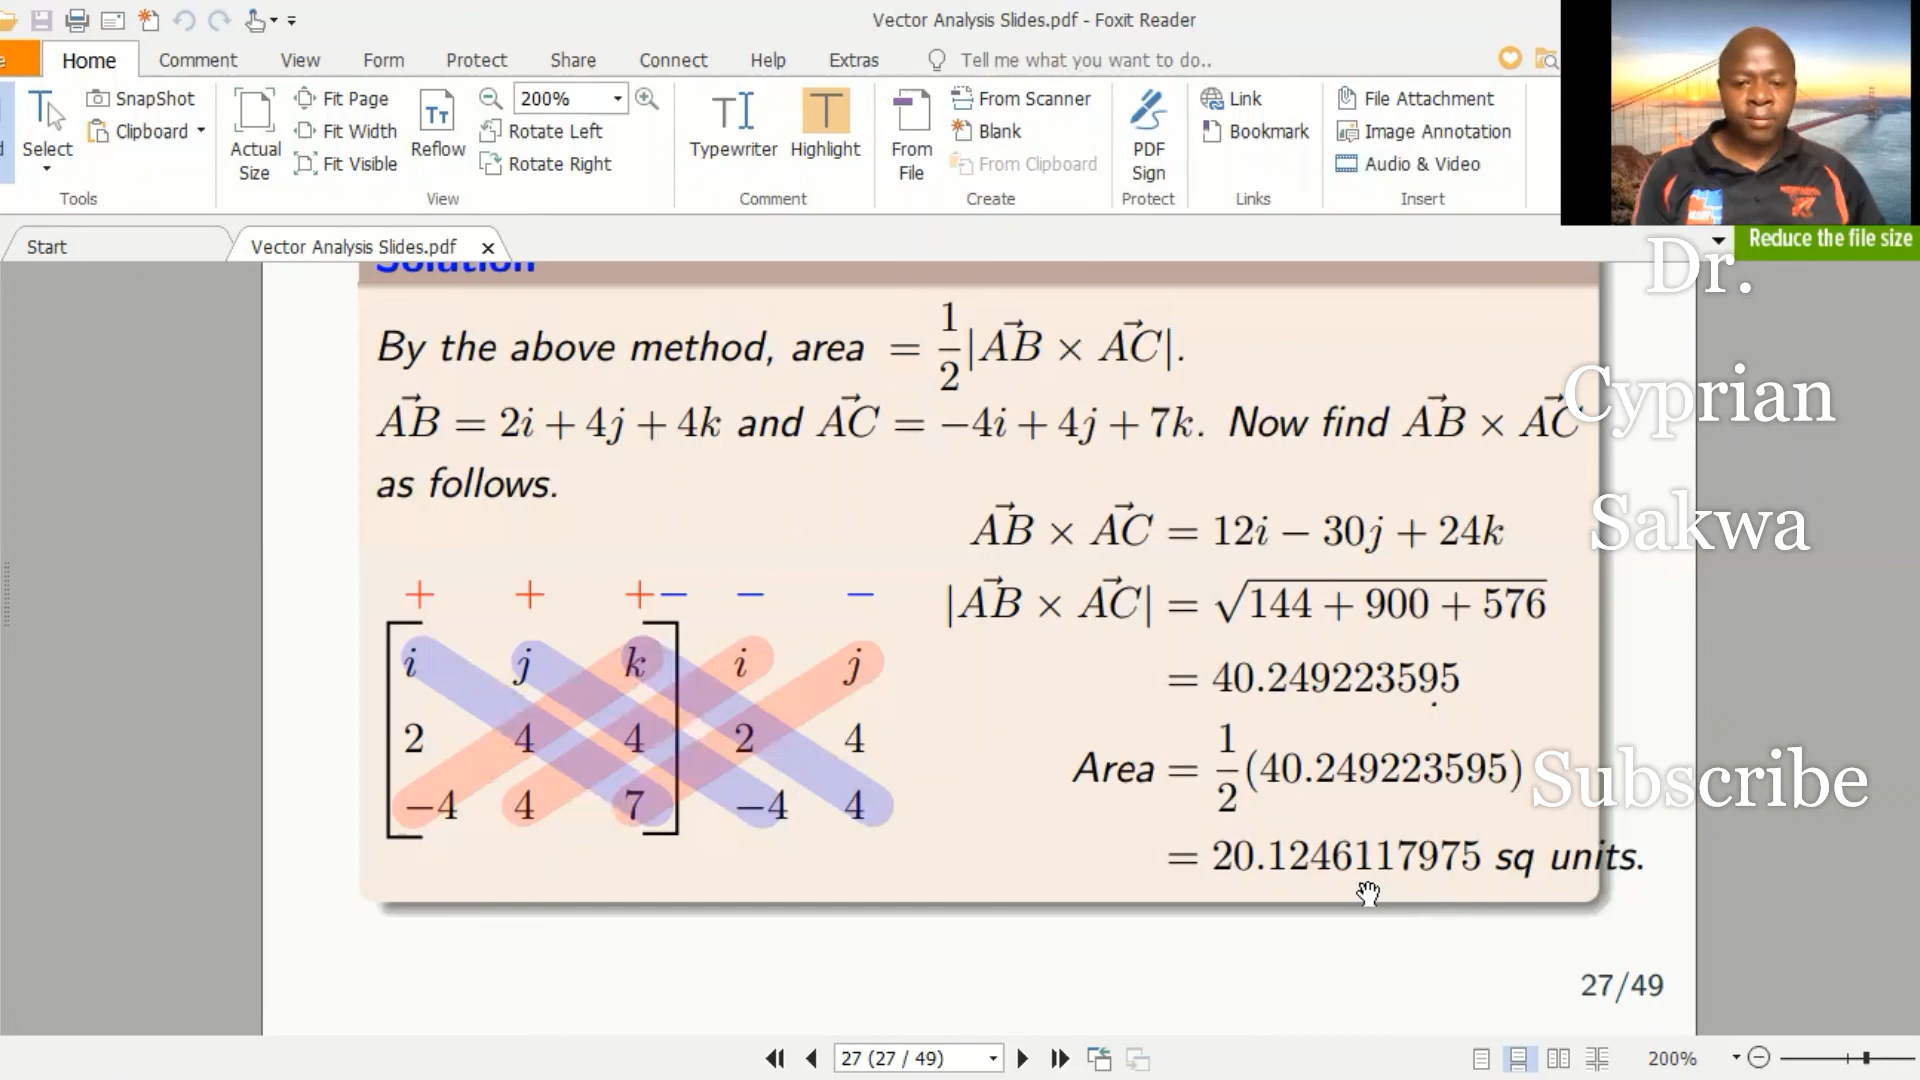 Vector Analysis Slides.pdf - Foxit Reader
Home Comment View Form Protect Share Connect Help Extras Tell me what you want to do..
Select
SnapShot
Clipboard
Tools
Actual Size
Fit Page
Fit Width
Fit Visible
Reflow
200%
Rotate Left
Rotate Right
View
Typewriter
Highlight
Comment
From File
From Scanner
Blank
From Clipboard
Create
PDF Sign
Protect
Link
Bookmark
Links
File Attachment
Image Annotation
Audio & Video
Insert
Start
Vector Analysis Slides.pdf
Reduce the file size
Dr.
Cyprian
Sakwa
Subscribe
Solution
By the above method, area = 1/2|AB⃗ × AC⃗|.
AB⃗ = 2i + 4j + 4k and AC⃗ = −4i + 4j + 7k. Now find AB⃗ × AC⃗
as follows.
+ + + − − −
i j k i j
2 4 4 2 4
−4 4 7 −4 4
AB⃗ × AC⃗ = 12i − 30j + 24k
|AB⃗ × AC⃗| = √144 + 900 + 576
= 40.249223595
Area = 1/2(40.249223595)
= 20.1246117975 sq units.
27/49
27 (27 / 49)
200%